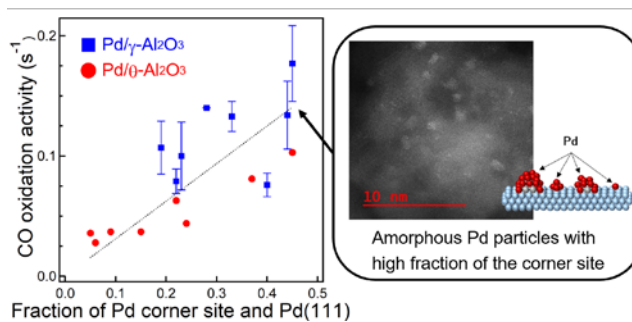 0.2
0.1
0.0
CO oxidation activity (s⁻¹)
Pd/γ-Al2O3
Pd/θ-Al2O3
0.0 0.1 0.2 0.3 0.4 0.5
Fraction of Pd corner site and Pd(111)
10 nm
Pd
Amorphous Pd particles with
high fraction of the corner site